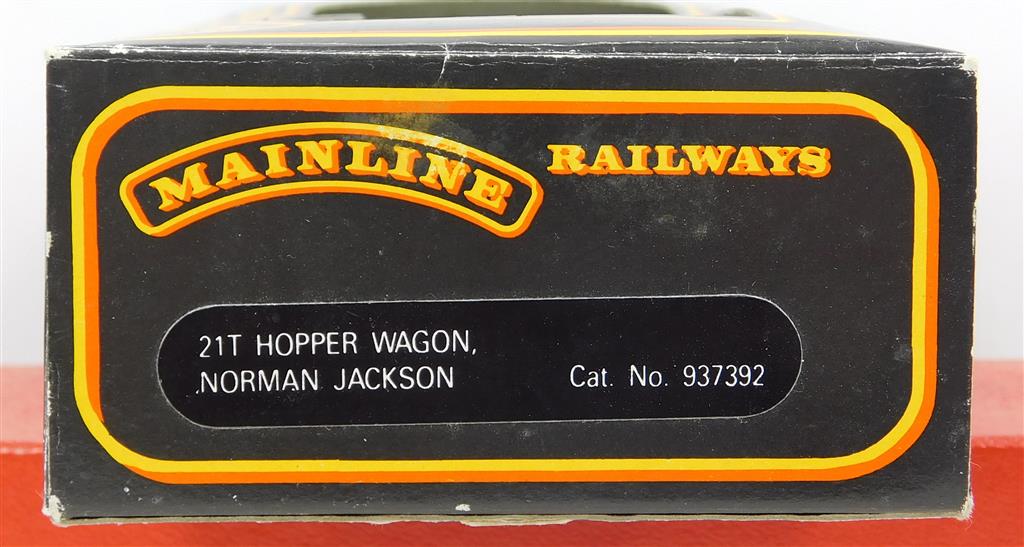 MAINLINE RAILWAYS
21T HOPPER WAGON,
NORMAN JACKSON Cat. No. 937392